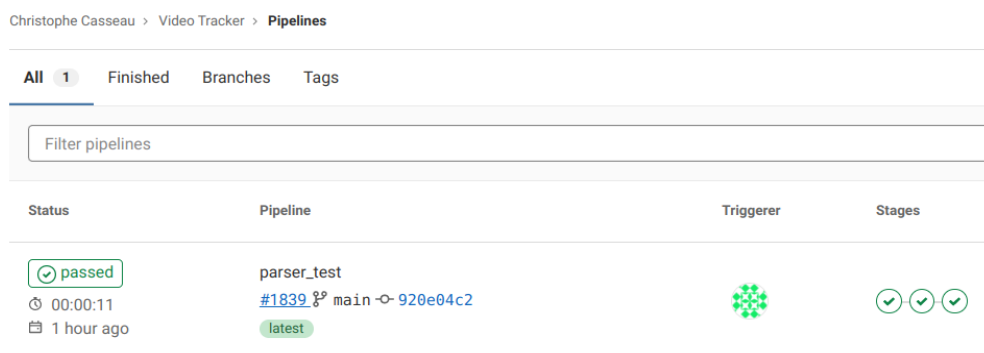 Christophe Casseau > Video Tracker > Pipelines
All 1 Finished Branches Tags
Filter pipelines
Status Pipeline Triggerer Stages
passed parser_test
00:00:11 #1839 main 920e04c2
1 hour ago latest